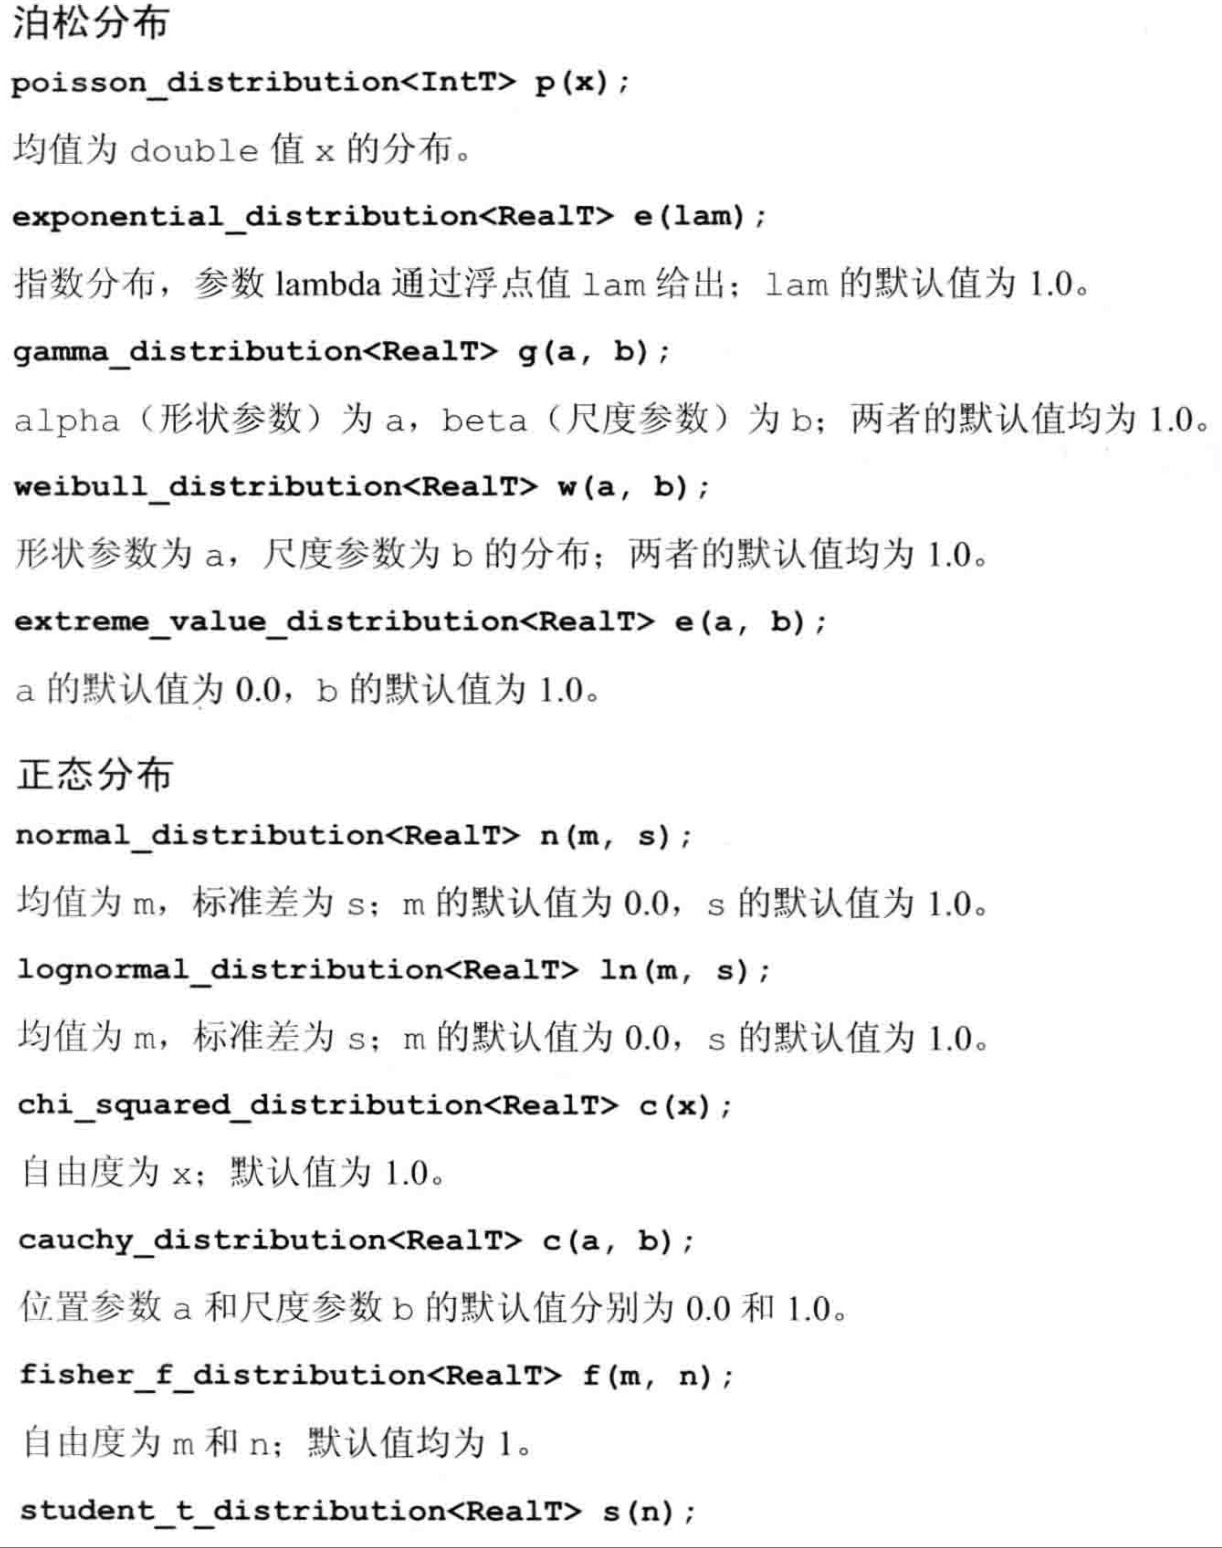 泊松分布
poisson_distribution<IntT> p(x);
均值为 double 值 x 的分布。
exponential_distribution<RealT> e(lam);
指数分布，参数 lambda 通过浮点值 lam 给出；lam 的默认值为 1.0。
gamma_distribution<RealT> g(a, b);
alpha（形状参数）为 a，beta（尺度参数）为 b；两者的默认值均为 1.0。
weibull_distribution<RealT> w(a, b);
形状参数为 a，尺度参数为 b 的分布；两者的默认值均为 1.0。
extreme_value_distribution<RealT> e(a, b);
a 的默认值为 0.0，b 的默认值为 1.0。
正态分布
normal_distribution<RealT> n(m, s);
均值为 m，标准差为 s；m 的默认值为 0.0，s 的默认值为 1.0。
lognormal_distribution<RealT> ln(m, s);
均值为 m，标准差为 s；m 的默认值为 0.0，s 的默认值为 1.0。
chi_squared_distribution<RealT> c(x);
自由度为 x；默认值为 1.0。
cauchy_distribution<RealT> c(a, b);
位置参数 a 和尺度参数 b 的默认值分别为 0.0 和 1.0。
fisher_f_distribution<RealT> f(m, n);
自由度为 m 和 n；默认值均为 1。
student_t_distribution<RealT> s(n);